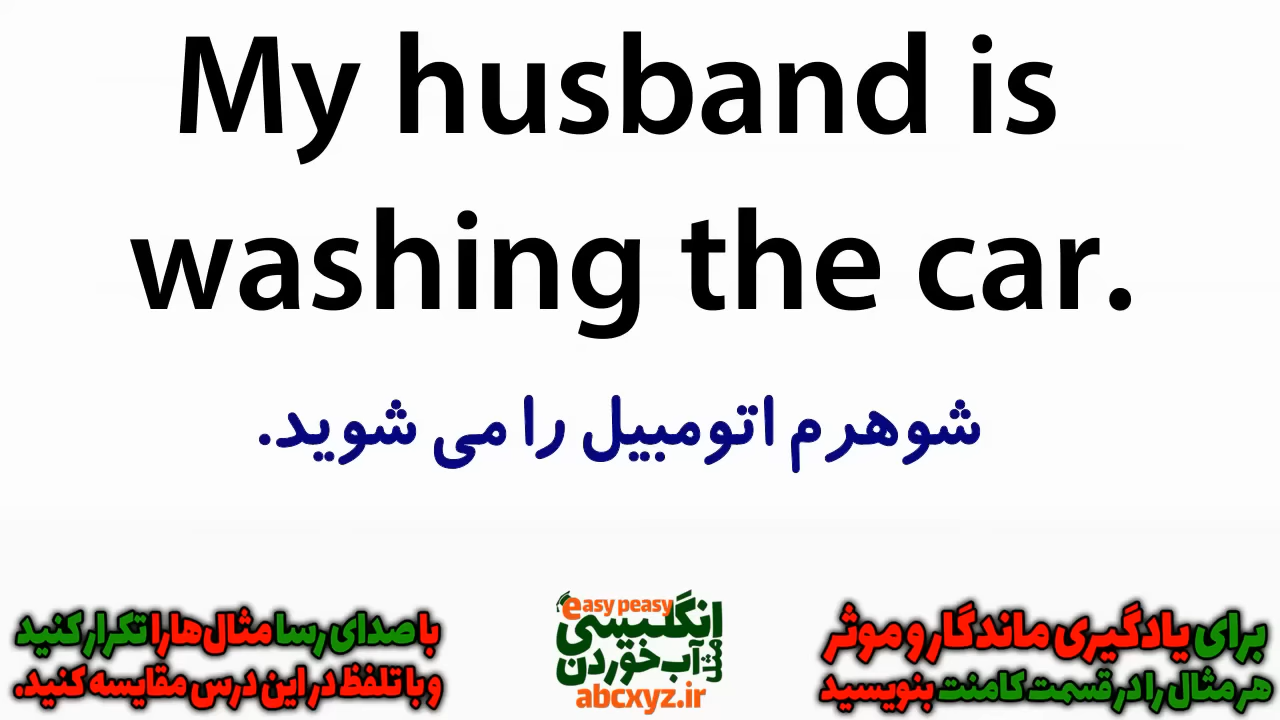 My husband is
washing the car.
شوهرم اتومبیل را می شوید.
برای یادگیری ماندگار و موثر
هر مثال را در قسمت کامنت بنویسید
easy peasy
انگلیسی
مثل آب خوردن
abcxyz.ir
با صدای رسا مثال‌ها را تکرار کنید
و با تلفظ در این درس مقایسه کنید.